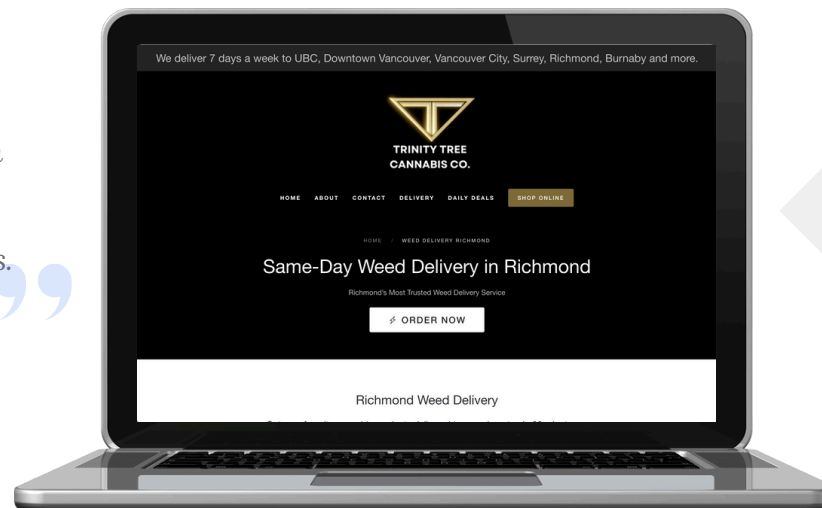 We deliver 7 days a week to UBC, Downtown Vancouver, Vancouver City, Surrey, Richmond, Burnaby and more.
TRINITY TREE
CANNABIS CO.
HOME ABOUT CONTACT DELIVERY DAILY DEALS SHOP ONLINE
HOME / WEED DELIVERY RICHMOND
Same-Day Weed Delivery in Richmond
Richmond's Most Trusted Weed Delivery Service
ORDER NOW
Richmond Weed Delivery
s.
”